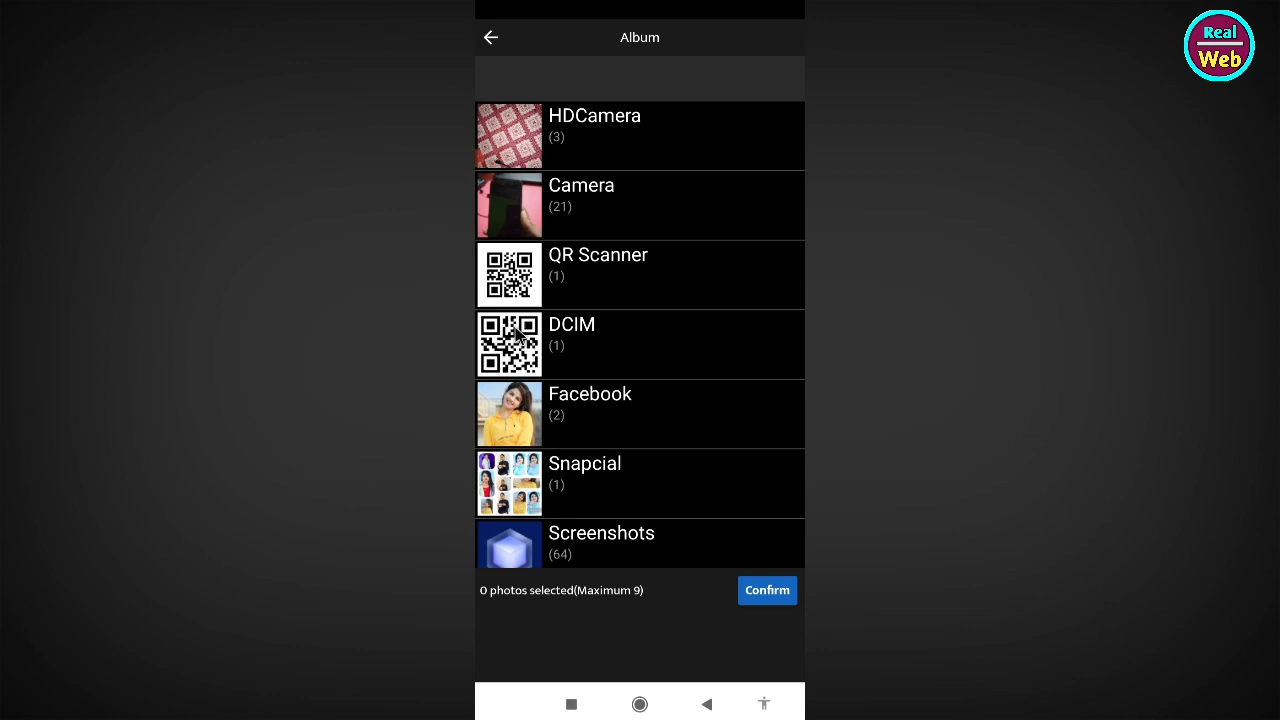 Album
Real
Web
HDCamera
(3)
Camera
(21)
QR Scanner
(1)
DCIM
(1)
Facebook
(2)
Snapcial
(1)
Screenshots
(64)
0 photos selected(Maximum 9)
Confirm